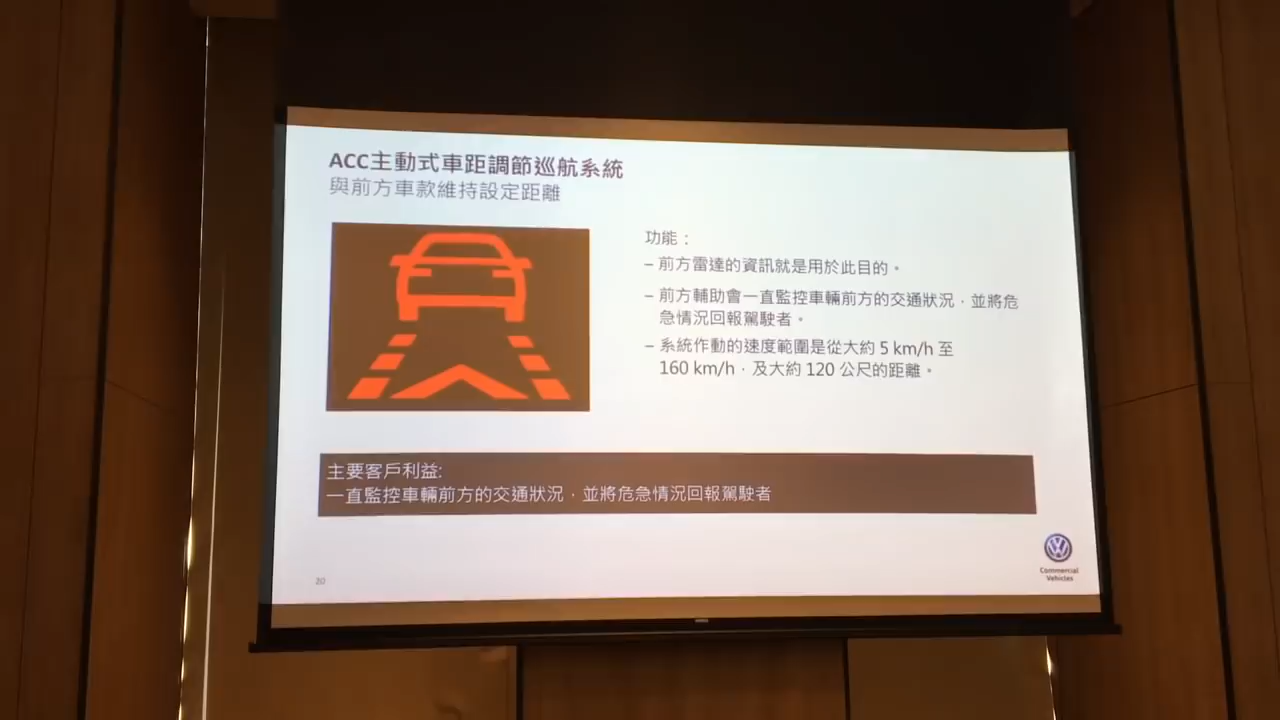 ACC主動式車距調節巡航系統
與前方車款維持設定距離
功能：
– 前方雷達的資訊就是用於此目的。
– 前方輔助會一直監控車輛前方的交通狀況，並將危
急情況回報駕駛者。
– 系統作動的速度範圍是從大約 5 km/h 至
160 km/h，及大約 120 公尺的距離。
主要客戶利益:
一直監控車輛前方的交通狀況，並將危急情況回報駕駛者
Commercial
Vehicles
20